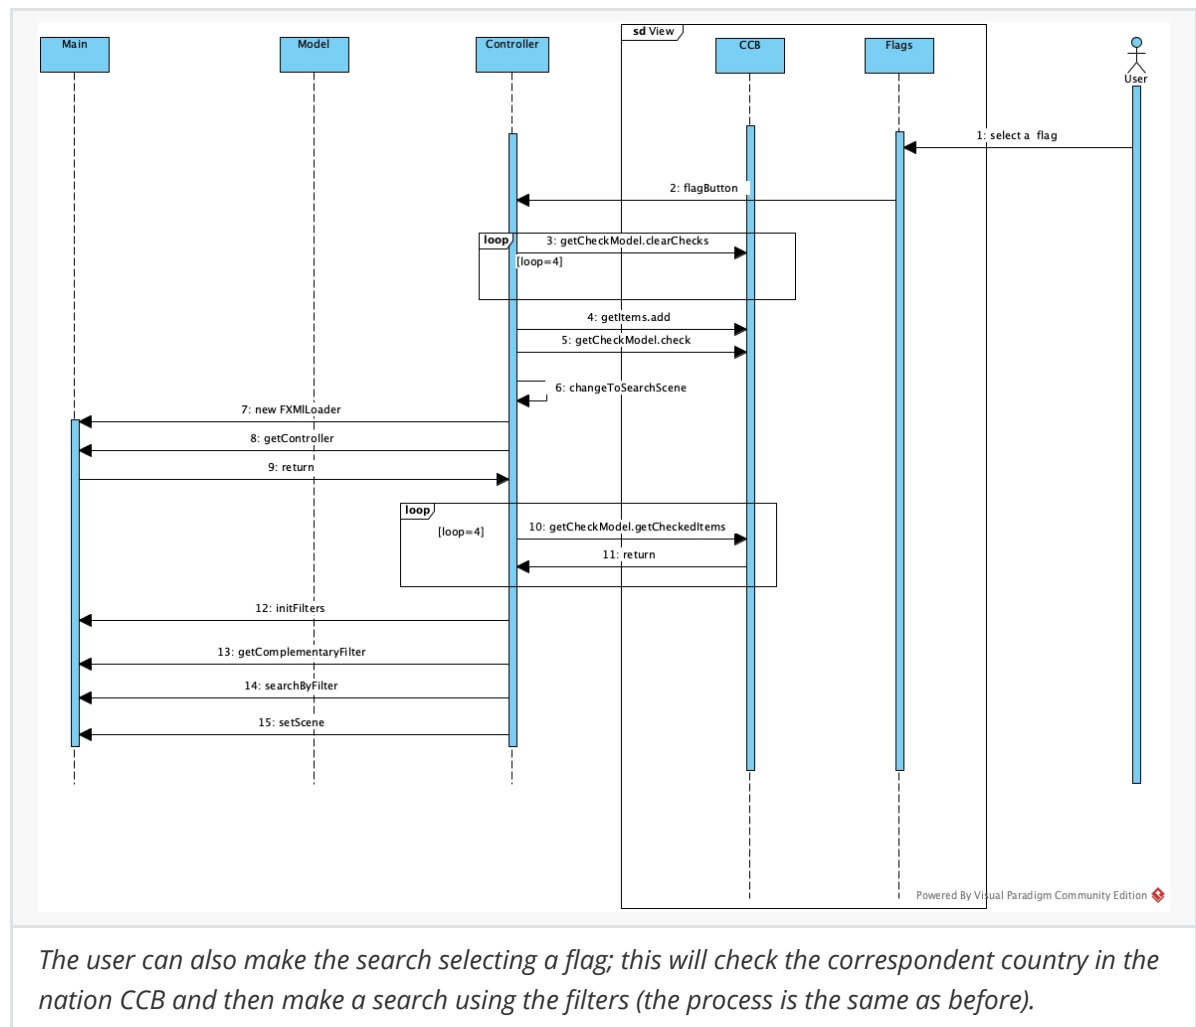 sd View
Main
Model
Controller
CCB
Flags
User
1: select a flag
2: flagButton
loop
3: getCheckModel.clearChecks
[loop=4]
4: getItems.add
5: getCheckModel.check
6: changeToSearchScene
7: new FXMlLoader
8: getController
9: return
loop
[loop=4]
10: getCheckModel.getCheckedItems
11: return
12: initFilters
13: getComplementaryFilter
14: searchByFilter
15: setScene
Powered By Visual Paradigm Community Edition
The user can also make the search selecting a flag; this will check the correspondent country in the
nation CCB and then make a search using the filters (the process is the same as before).